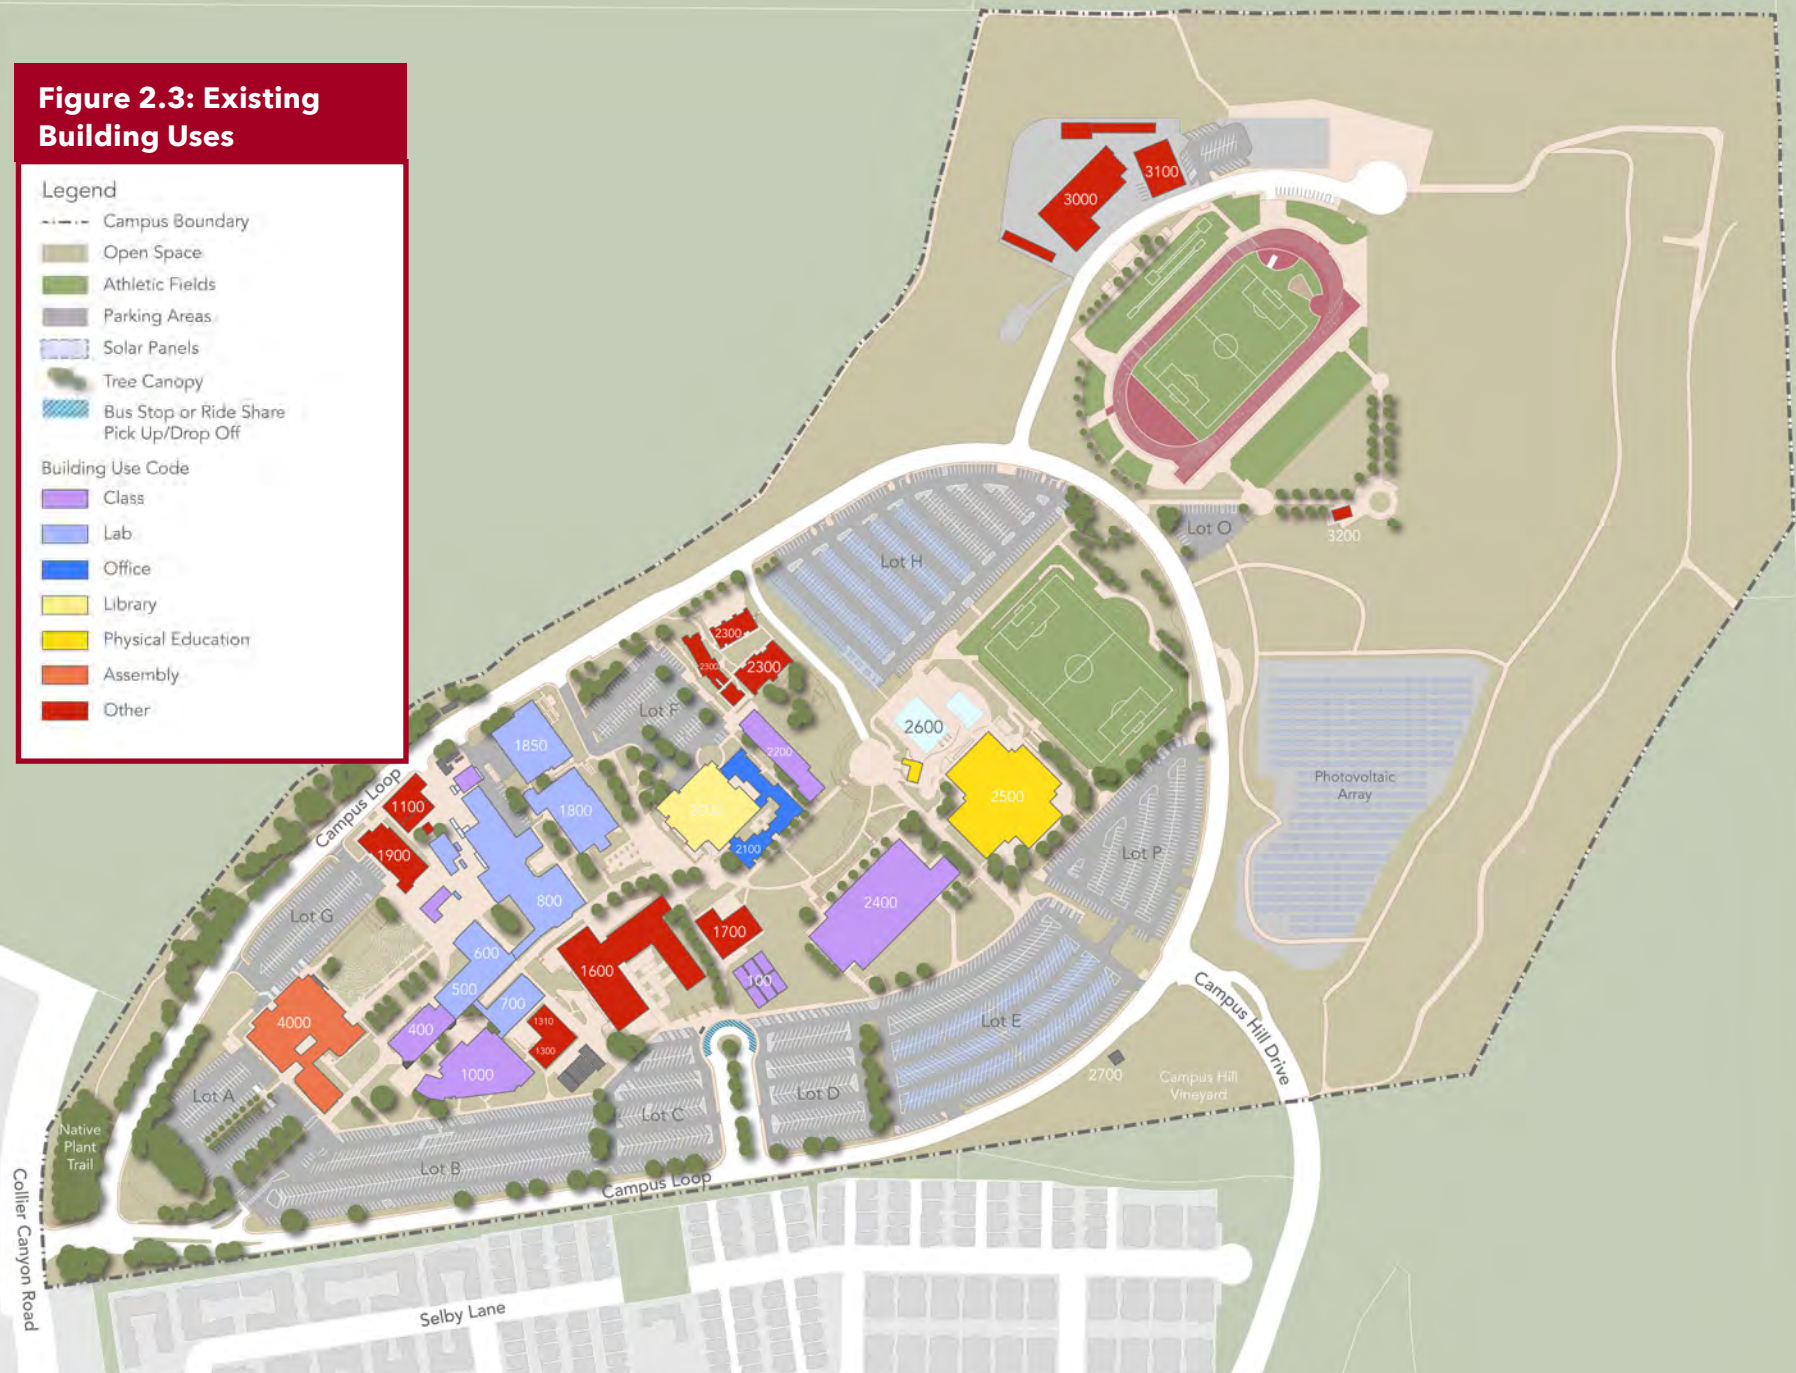 Figure 2.3: Existing
Building Uses
Legend
Campus Boundary
Open Space
Athletic Fields
Parking Areas
Solar Panels
Tree Canopy
Bus Stop or Ride Share
Pick Up/Drop Off
Building Use Code
Class
Lab
Office
Library
Physical Education
Assembly
Other
3100
3000
Lot O
3200
Lot H
2300
2300
2300
Lot F
2600
1850
2200
Photovoltaic
Array
2500
1100
1800
2100
Campus Loop
1900
Lot P
800
2400
Lot G
1700
600
1600
100
500
700
Campus Hill Drive
4000
400
1310
1300
Lot E
1000
2700
Campus Hill
Vineyard
Lot A
Lot D
Lot C
Native
Plant
Trail
Lot B
Campus Loop
Collier Canyon Road
Selby Lane